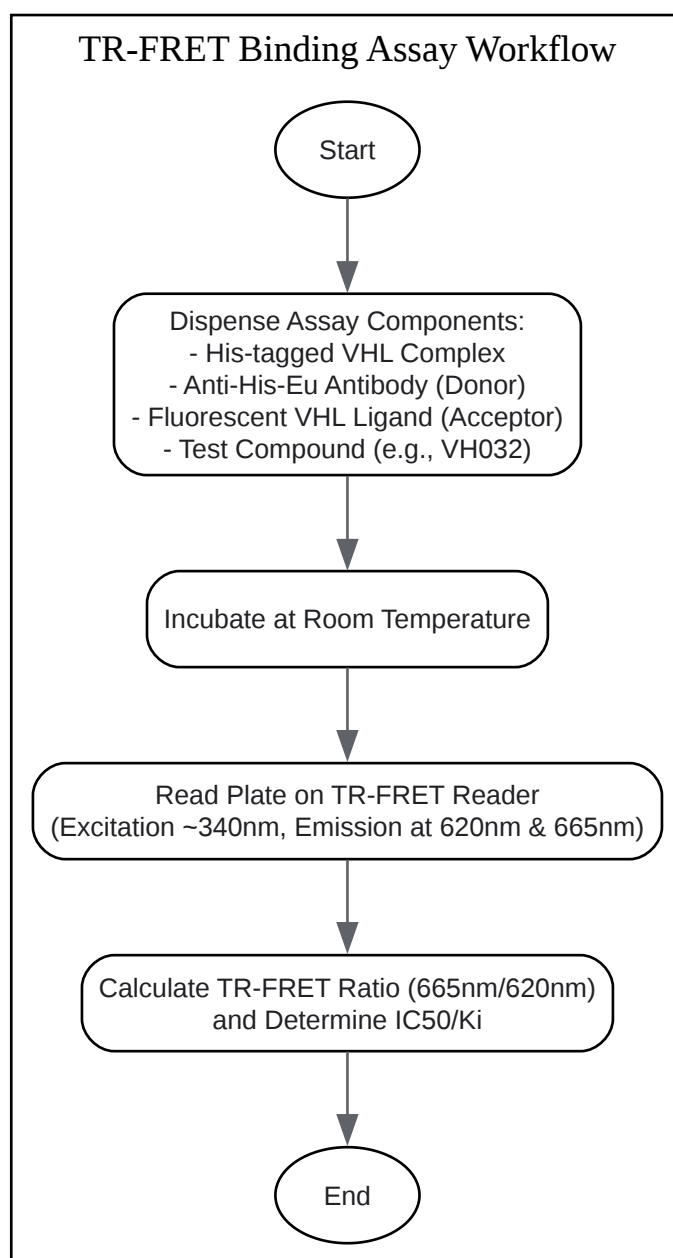 TR-FRET Binding Assay Workflow
Start
Dispense Assay Components:
- His-tagged VHL Complex
- Anti-His-Eu Antibody (Donor)
- Fluorescent VHL Ligand (Acceptor)
- Test Compound (e.g., VH032)
Incubate at Room Temperature
Read Plate on TR-FRET Reader
(Excitation ~340nm, Emission at 620nm & 665nm)
Calculate TR-FRET Ratio (665nm/620nm)
and Determine IC50/Ki
End